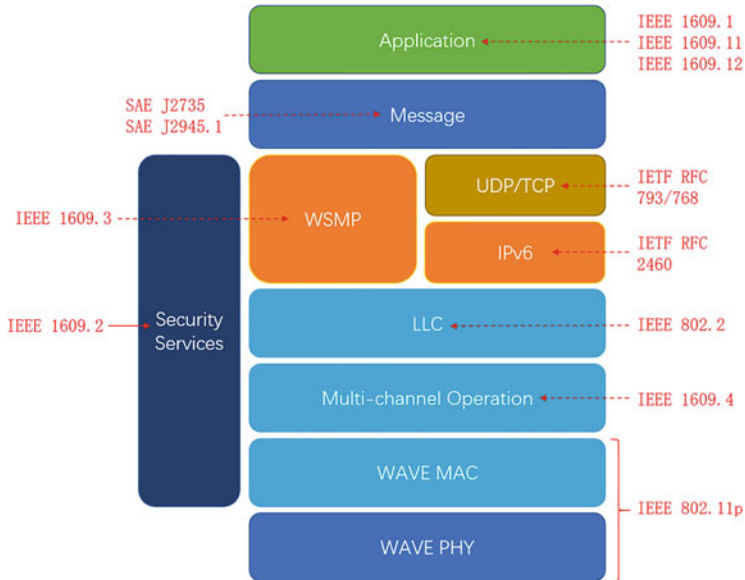 Application
IEEE 1609.1
IEEE 1609.11
IEEE 1609.12
SAE J2735
SAE J2945.1
Message
IEEE 1609.3
WSMP
UDP/TCP
IETF RFC
793/768
IPv6
IETF RFC
2460
IEEE 1609.2
Security
Services
LLC
IEEE 802.2
Multi-channel Operation
IEEE 1609.4
WAVE MAC
IEEE 802.11p
WAVE PHY